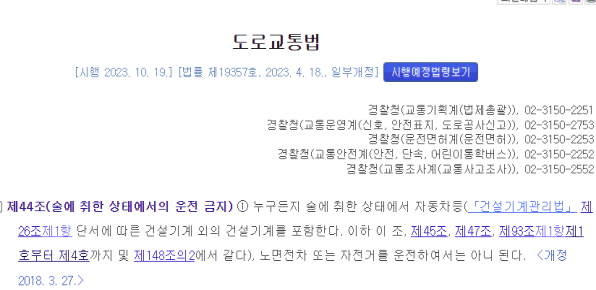 도로교통법
[시행 2023. 10. 19.] [법률 제19357호, 2023. 4. 18., 일부개정] 시행예정법령보기
경찰청(교통기획계(법제총괄)), 02-3150-2251
경찰청(교통운영계(신호, 안전표지, 도로공사신고)), 02-3150-2753
경찰청(운전면허계(운전면허)), 02-3150-2253
경찰청(교통안전계(안전, 단속, 어린이통학버스)), 02-3150-2252
경찰청(교통조사계(교통사고조사)), 02-3150-2552
제44조(술에 취한 상태에서의 운전 금지) ① 누구든지 술에 취한 상태에서 자동차등(「건설기계관리법」 제
26조제1항 단서에 따른 건설기계 외의 건설기계를 포함한다. 이하 이 조, 제45조, 제47조, 제93조제1항제1
호부터 제4호까지 및 제148조의2에서 같다), 노면전차 또는 자전거를 운전하여서는 아니 된다. <개정
2018. 3. 27.>